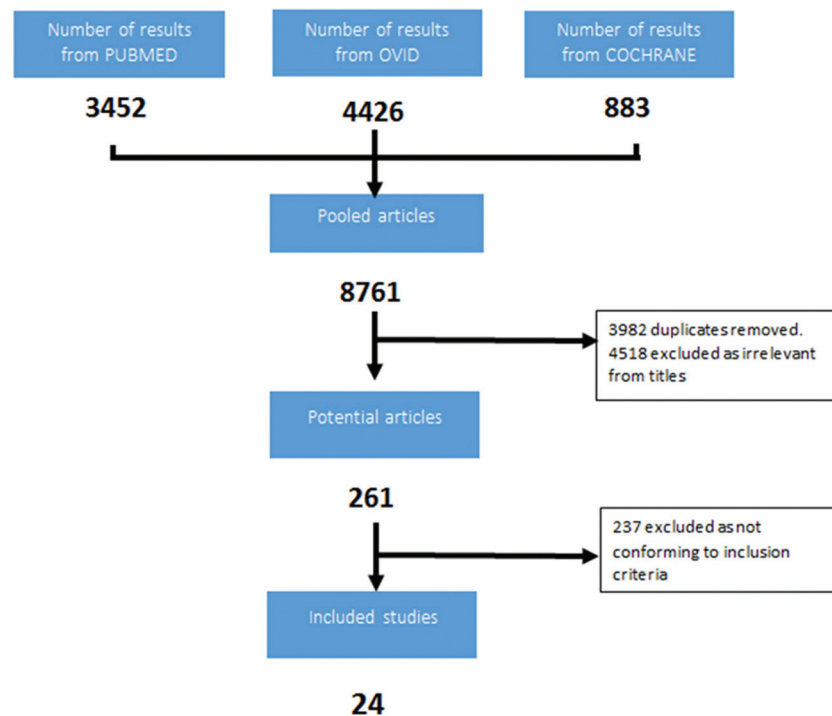 Number of results
from PUBMED
Number of results
from OVID
Number of results
from COCHRANE
3452
4426
883
Pooled articles
8761
3982 duplicates removed.
4518 excluded as irrelevant
from titles
Potential articles
261
237 excluded as not
conforming to inclusion
criteria
Included studies
24